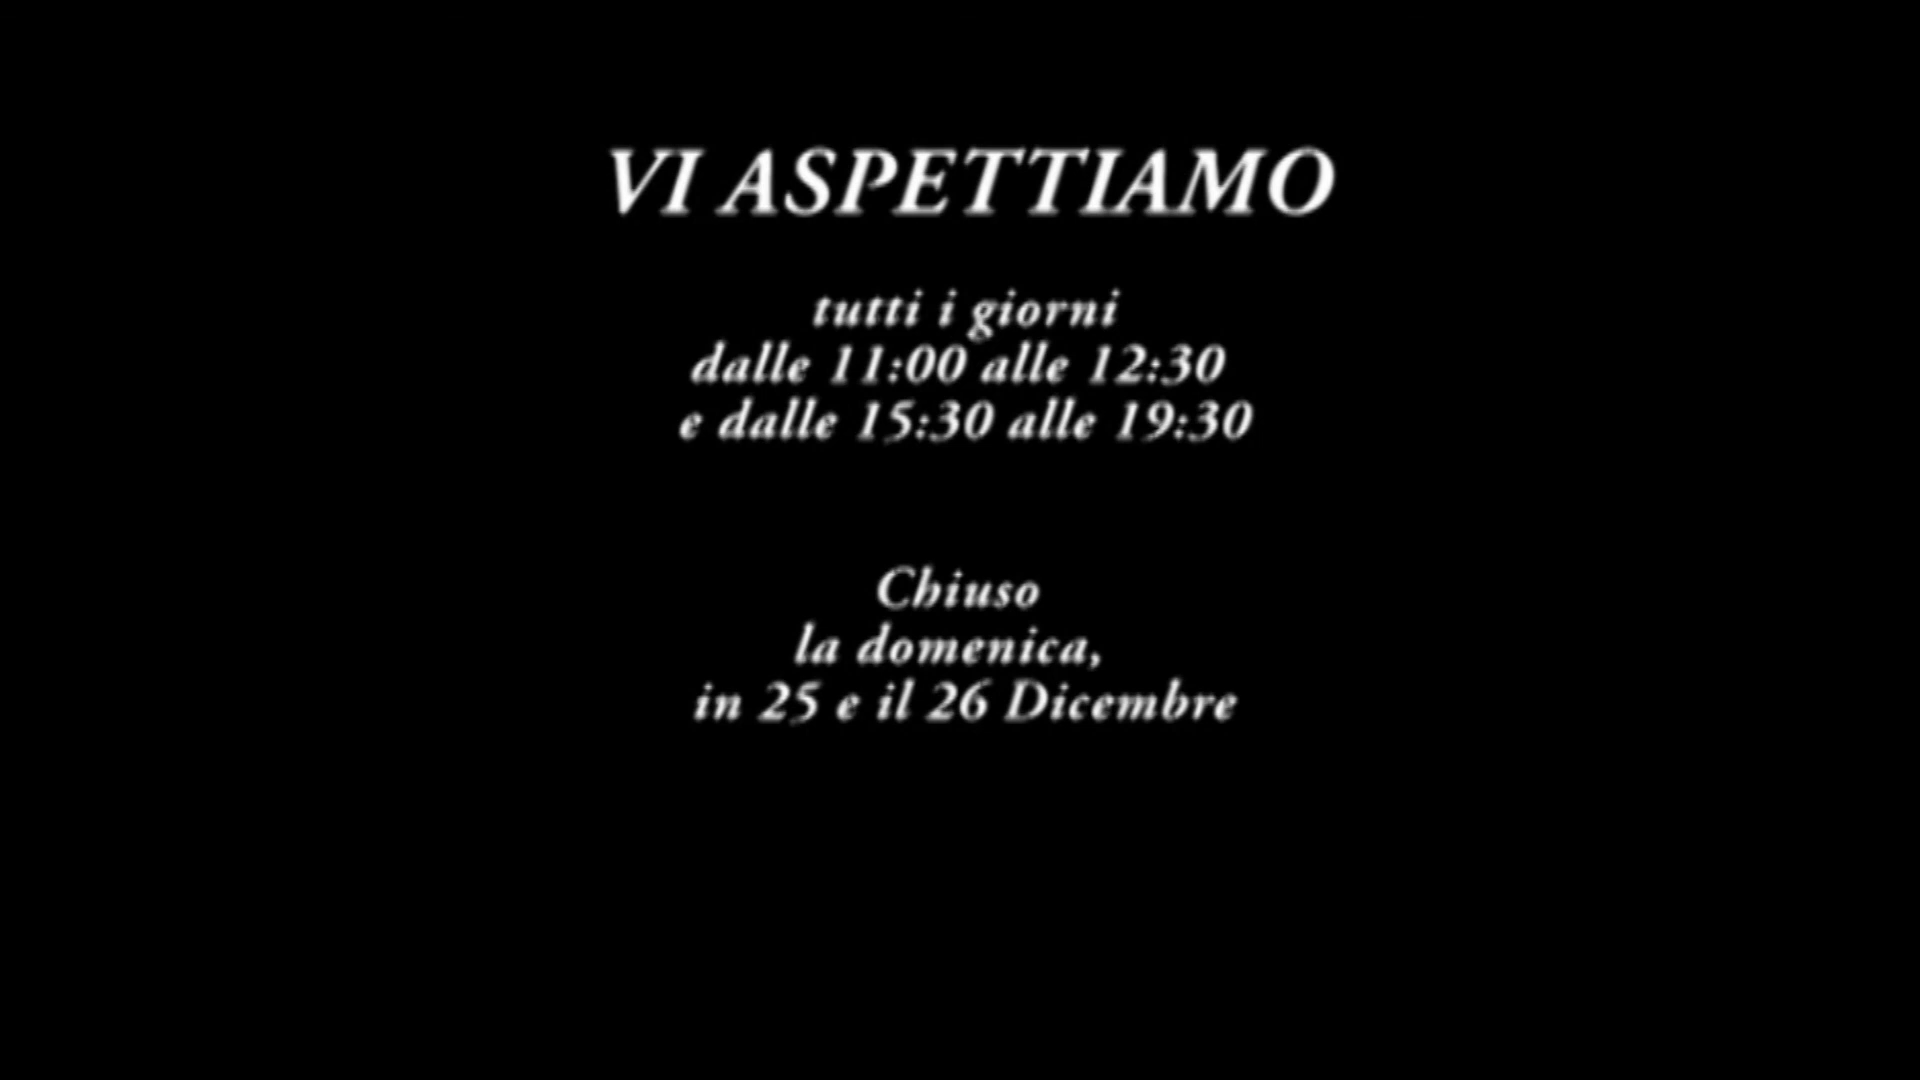 VI ASPETTIAMO
tutti i giorni
dalle 11:00 alle 12:30
e dalle 15:30 alle 19:30
Chiuso
la domenica,
in 25 e il 26 Dicembre